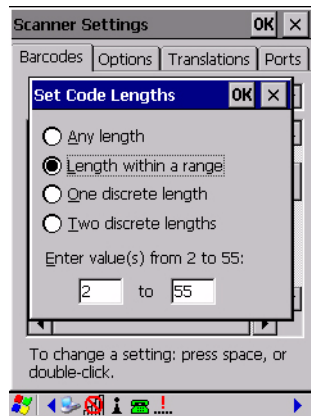 Scanner Settings OK ×
Barcodes Options Translations Ports
Set Code Lengths OK ×
Any length
Length within a range
One discrete length
Two discrete lengths
Enter value(s) from 2 to 55:
2 to 55
To change a setting: press space, or
double-click.